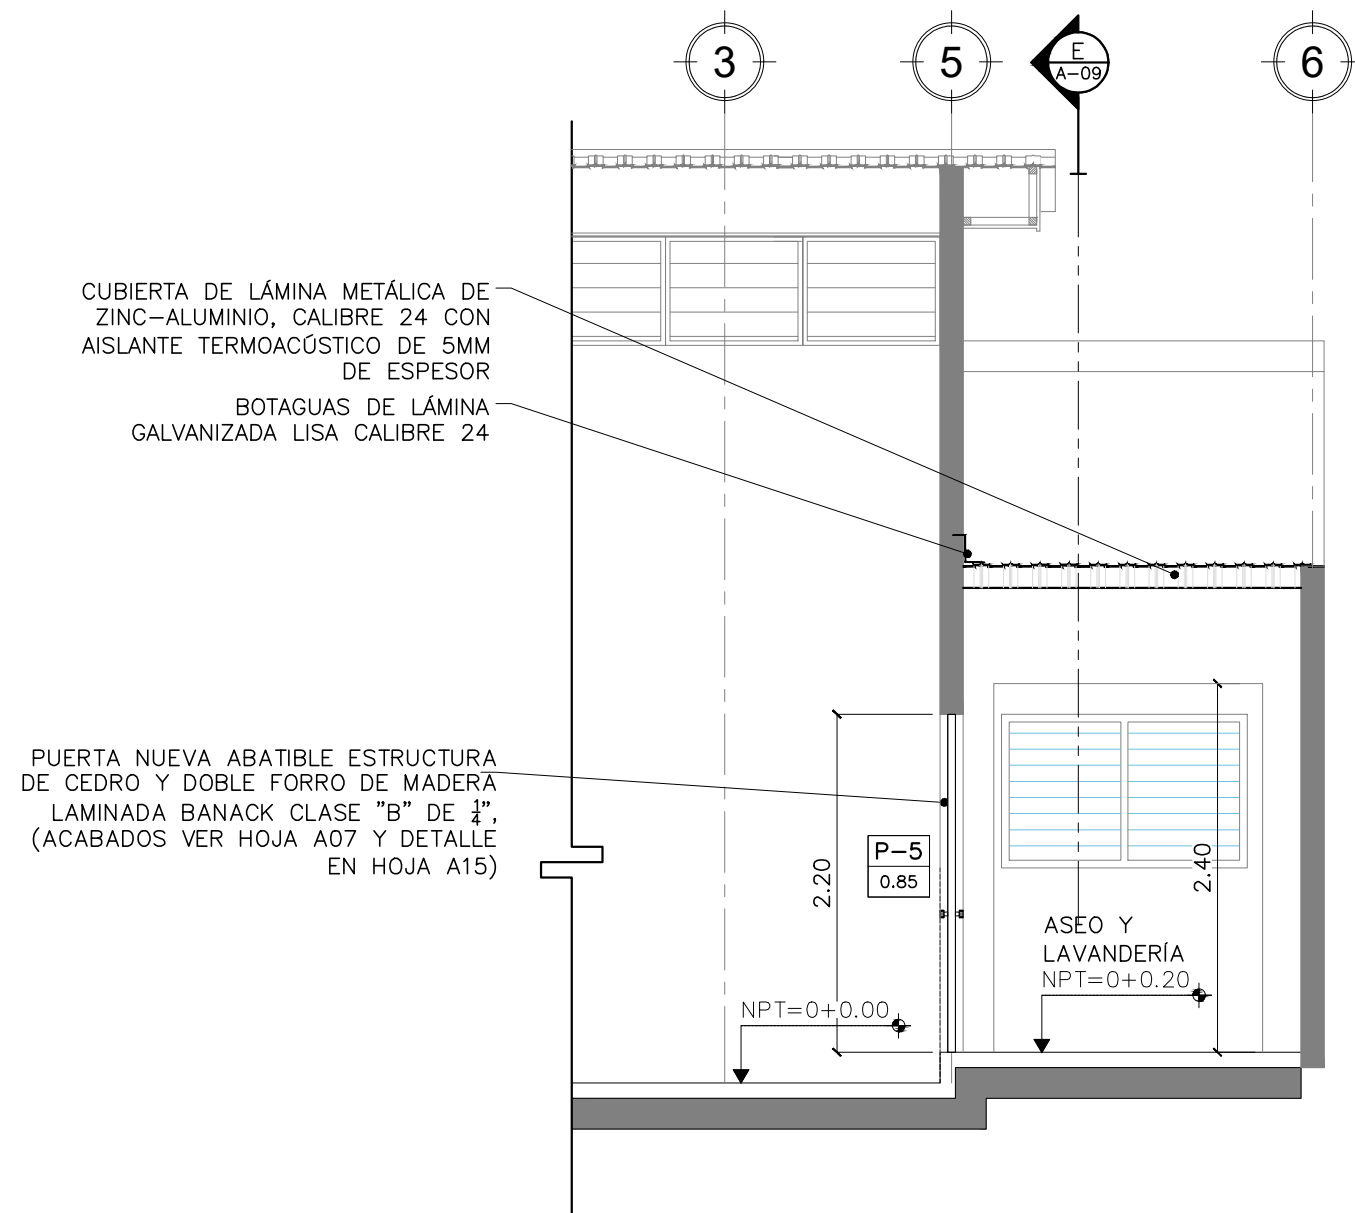 3
5
E
A-09
6
CUBIERTA DE LÁMINA METÁLICA DE
ZINC-ALUMINIO, CALIBRE 24 CON
AISLANTE TERMOACÚSTICO DE 5MM
DE ESPESOR
BOTAGUAS DE LÁMINA
GALVANIZADA LISA CALIBRE 24
PUERTA NUEVA ABATIBLE ESTRUCTURA
DE CEDRO Y DOBLE FORRO DE MADERA
LAMINADA BANACK CLASE "B" DE 1/4",
(ACABADOS VER HOJA A07 Y DETALLE
EN HOJA A15)
2.20
P-5
0.85
2.40
ASEO Y
LAVANDERÍA
NPT=0+0.20
NPT=0+0.00